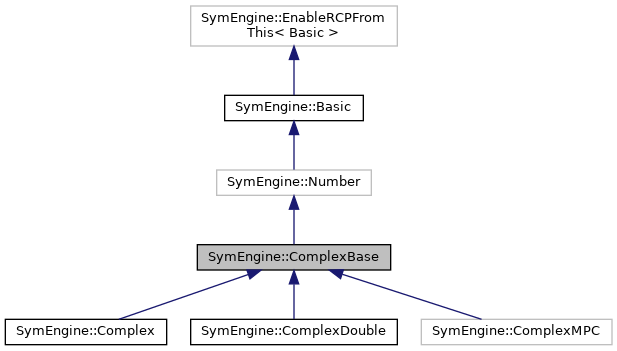 SymEngine::EnableRCPFrom
This< Basic >
SymEngine::Basic
SymEngine::Number
SymEngine::ComplexBase
SymEngine::Complex
SymEngine::ComplexDouble
SymEngine::ComplexMPC